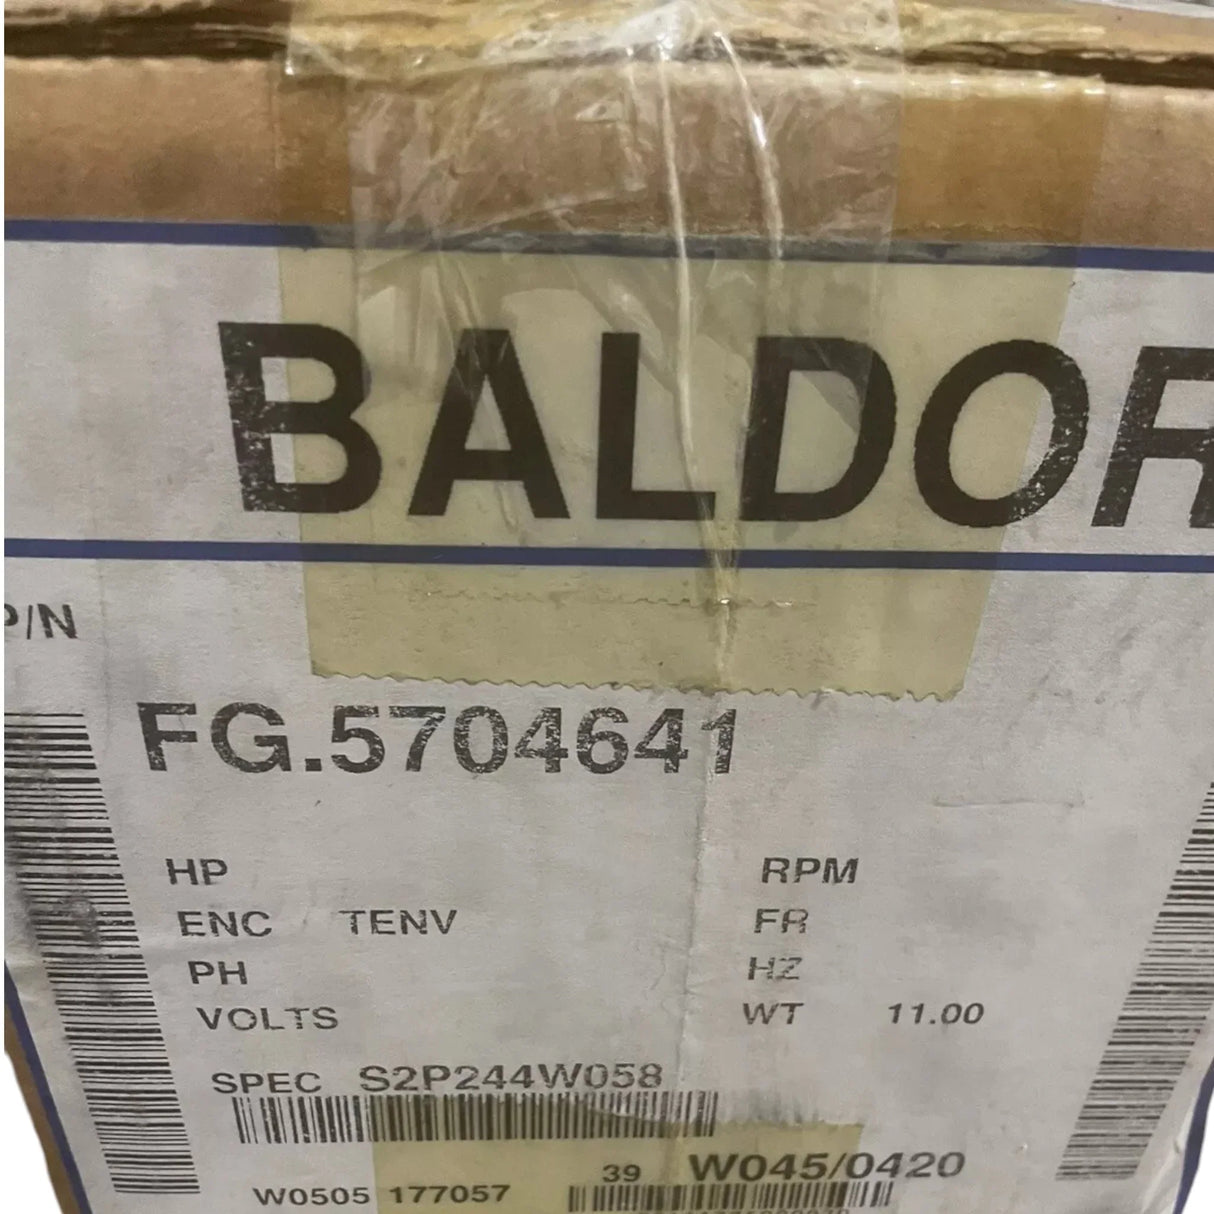 BALDOR
P/N
FG.5704641
HP RPM
ENC TENV FR
PH HZ
VOLTS WT 11.00
SPEC S2P244W058
39 W045/0420
W0505 177057